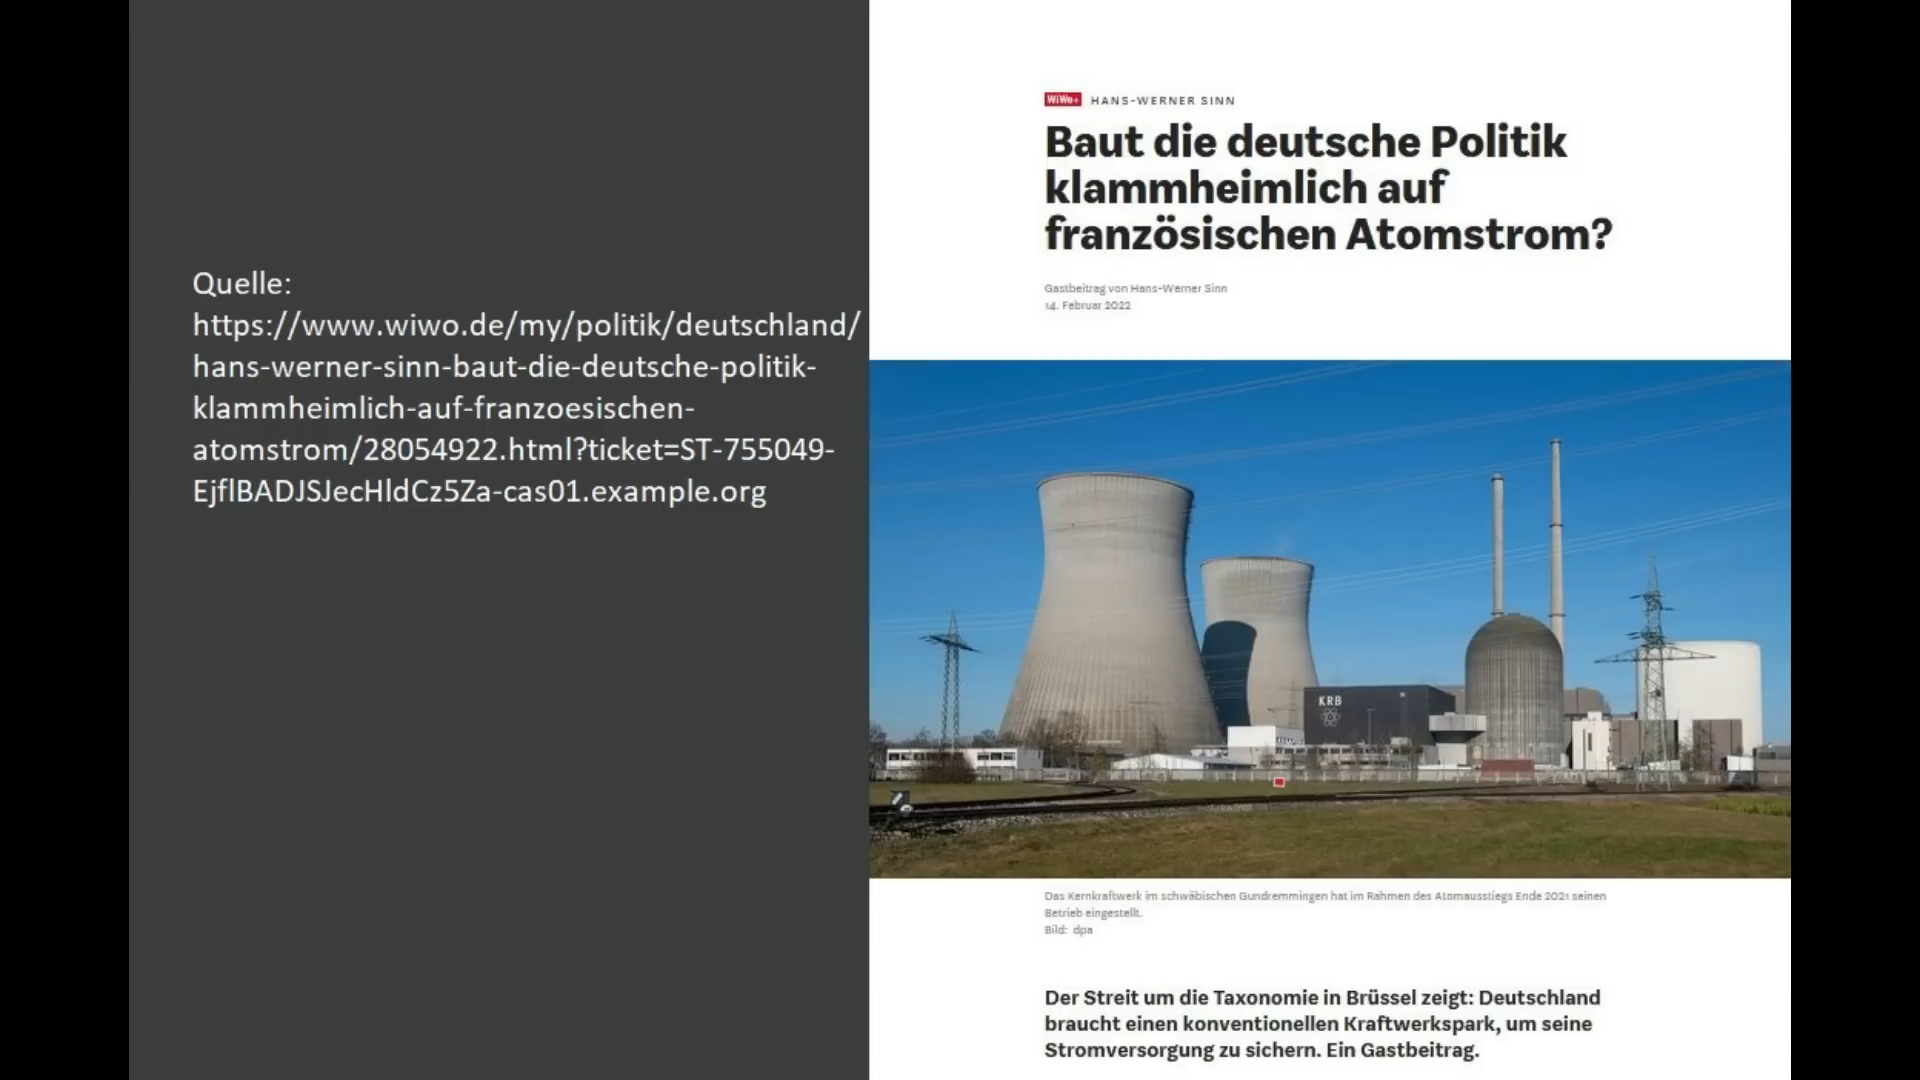 Quelle:
https://www.wiwo.de/my/politik/deutschland/
hans-werner-sinn-baut-die-deutsche-politik-
klammheimlich-auf-franzoesischen-
atomstrom/28054922.html?ticket=ST-755049-
EjflBADJSJecHldCz5Za-cas01.example.org
WiWo+ HANS-WERNER SINN
Baut die deutsche Politik
klammheimlich auf
französischen Atomstrom?
Gastbeitrag von Hans-Werner Sinn
14. Februar 2022
KRB
Das Kernkraftwerk im schwäbischen Gundremmingen hat im Rahmen des Atomausstiegs Ende 2021 seinen
Betrieb eingestellt.
Bild: dpa
Der Streit um die Taxonomie in Brüssel zeigt: Deutschland
braucht einen konventionellen Kraftwerkspark, um seine
Stromversorgung zu sichern. Ein Gastbeitrag.